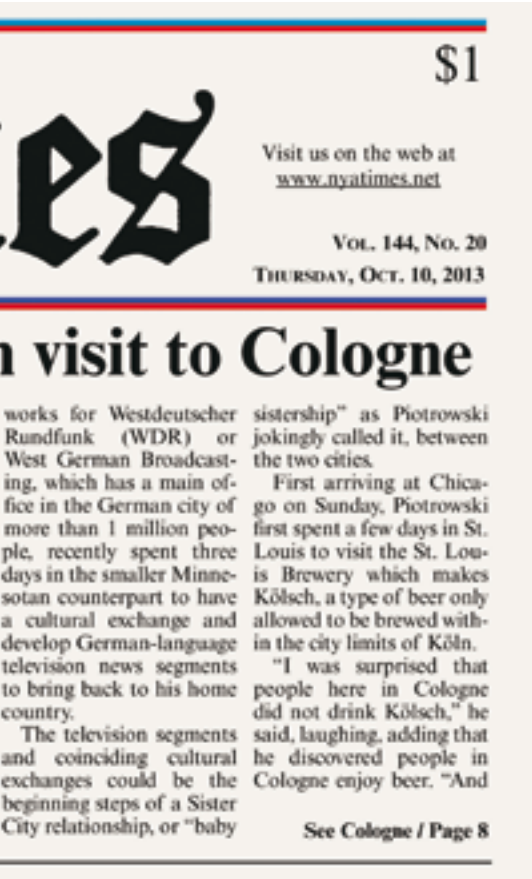 $1
es
Visit us on the web at
www.nyatimes.net
Vol. 144, No. 20
Thursday, Oct. 10, 2013
n visit to Cologne
works for Westdeutscher
Rundfunk (WDR) or
West German Broadcast-
ing, which has a main of-
fice in the German city of
more than 1 million peo-
ple, recently spent three
days in the smaller Minne-
sotan counterpart to have
a cultural exchange and
develop German-language
television news segments
to bring back to his home
country.
The television segments
and coinciding cultural
exchanges could be the
beginning steps of a Sister
City relationship, or “baby
sistership” as Piotrowski
jokingly called it, between
the two cities.
First arriving at Chica-
go on Sunday, Piotrowski
first spent a few days in St.
Louis to visit the St. Lou-
is Brewery which makes
Kölsch, a type of beer only
allowed to be brewed with-
in the city limits of Köln.
“I was surprised that
people here in Cologne
did not drink Kölsch,” he
said, laughing, adding that
he discovered people in
Cologne enjoy beer. “And
See Cologne / Page 8